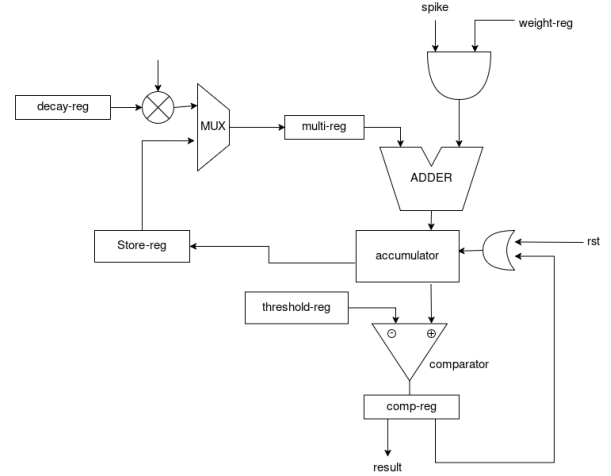 spike
weight-reg
decay-reg
MUX
multi-reg
ADDER
Store-reg
accumulator
rst
threshold-reg
comparator
comp-reg
result